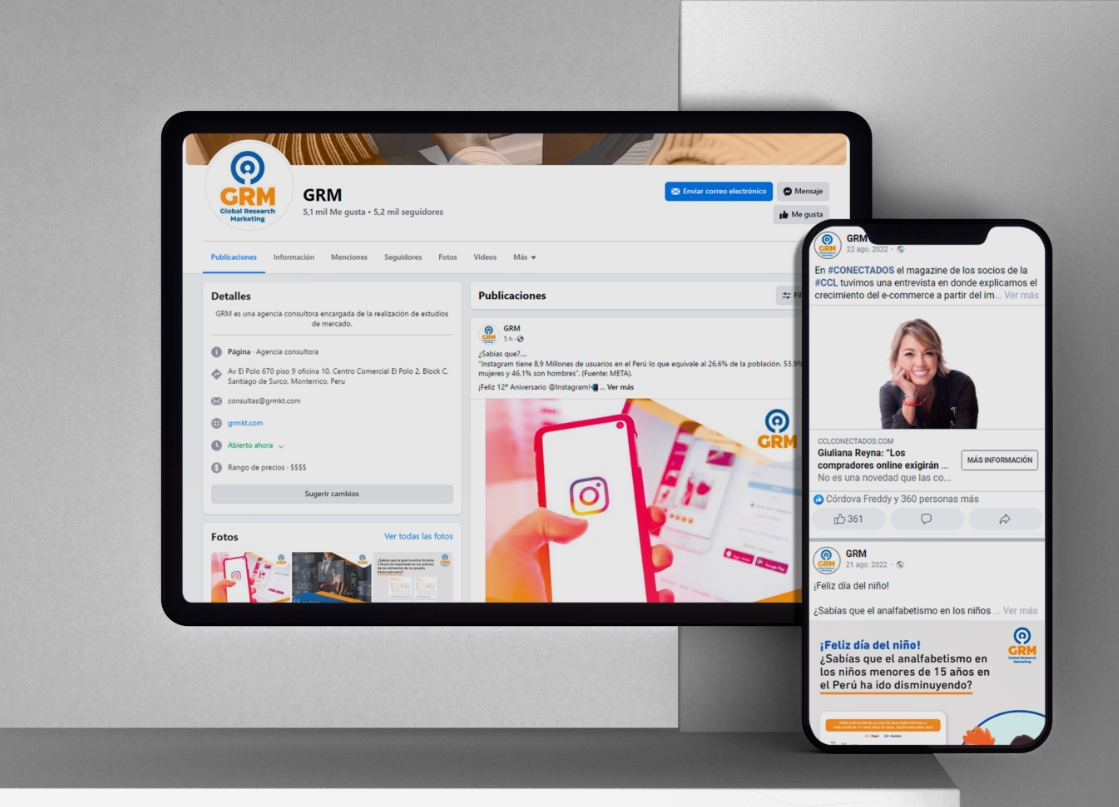 GRM
Global Research
Marketing
GRM
5,1 mil Me gusta • 5,2 mil seguidores
Enviar correo electrónico
Mensaje
Me gusta
Publicaciones
Información
Menciones
Seguidores
Fotos
Videos
Más
Detalles
GRM es una agencia consultora encargada de la realización de estudios
de mercado.
Página · Agencia consultora
Av El Polo 670 piso 9 oficina 10, Centro Comercial El Polo 2, Block C,
Santiago de Surco, Monterrico, Peru
consultas@grmkt.com
grmkt.com
Abierto ahora
Rango de precios · $$$$
Sugerir cambios
Fotos
Ver todas las fotos
Publicaciones
GRM
5 h
¿Sabías que?...
"Instagram tiene 8,9 Millones de usuarios en el Perú lo que equivale al 26,6% de la población. 53,9%
mujeres y 46.1% son hombres". (Fuente: META).
¡Feliz 12° Aniversario @Instagram! ... Ver más
GRM
GRM
22 ago. 2022
En #CONECTADOS el magazine de los socios de la
#CCL tuvimos una entrevista en donde explicamos el
crecimiento del e-commerce a partir del im... Ver más
CCLCONECTADOS.COM
Giuliana Reyna: "Los
compradores online exigirán ...
No es una novedad que las co...
MÁS INFORMACIÓN
Córdova Freddy y 360 personas más
361
GRM
21 ago. 2022
¡Feliz día del niño!
¿Sabías que el analfabetismo en los niños ... Ver más
¡Feliz día del niño!
¿Sabías que el analfabetismo en
los niños menores de 15 años en
el Perú ha ido disminuyendo?
GRM
Global Research
Marketing